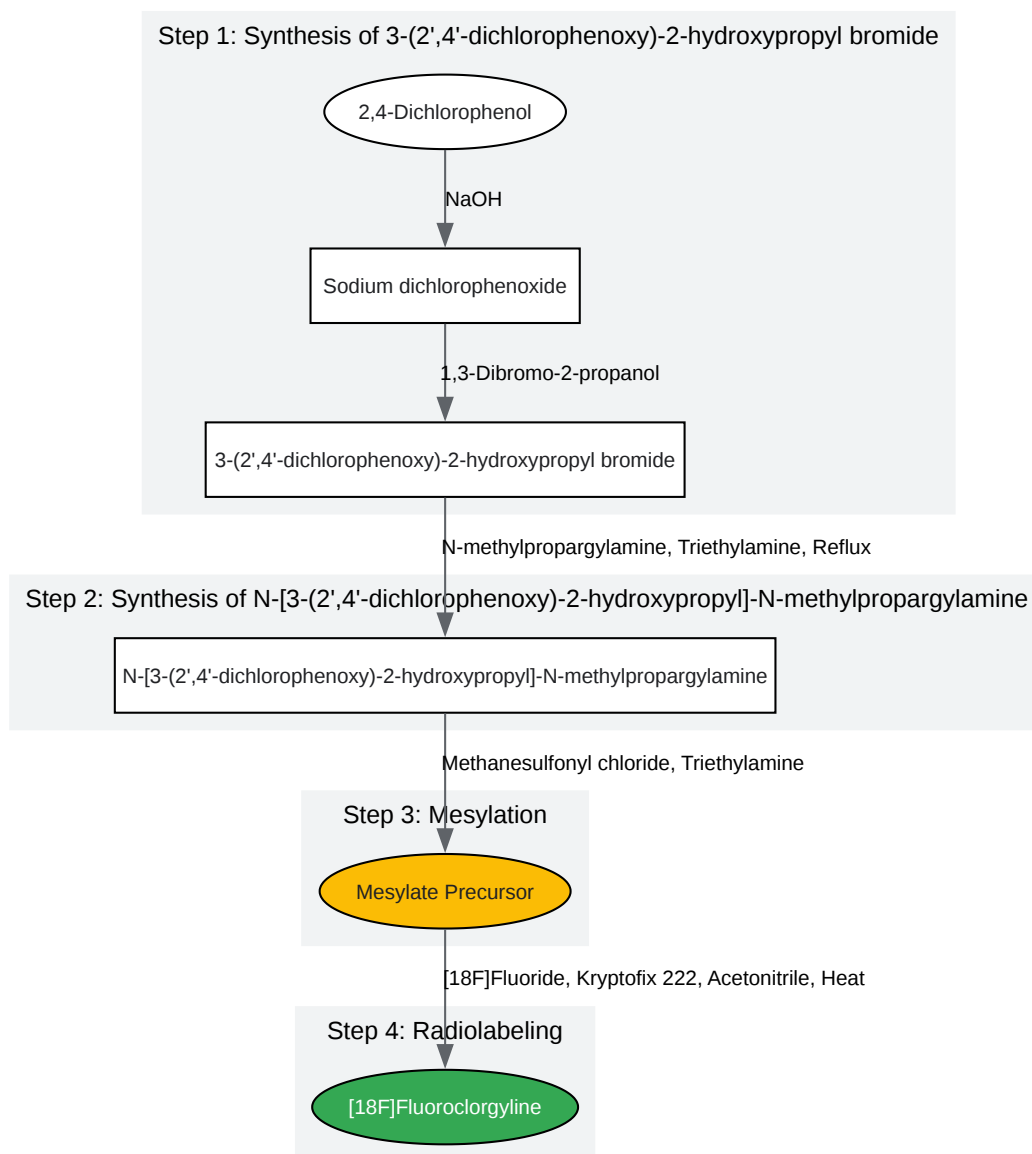 Step 1: Synthesis of 3-(2',4'-dichlorophenoxy)-2-hydroxypropyl bromide
2,4-Dichlorophenol
NaOH
Sodium dichlorophenoxide
1,3-Dibromo-2-propanol
3-(2',4'-dichlorophenoxy)-2-hydroxypropyl bromide
N-methylpropargylamine, Triethylamine, Reflux
Step 2: Synthesis of N-[3-(2',4'-dichlorophenoxy)-2-hydroxypropyl]-N-methylpropargylamine
N-[3-(2',4'-dichlorophenoxy)-2-hydroxypropyl]-N-methylpropargylamine
Methanesulfonyl chloride, Triethylamine
Step 3: Mesylation
Mesylate Precursor
[18F]Fluoride, Kryptofix 222, Acetonitrile, Heat
Step 4: Radiolabeling
[18F]Fluoroclorgyline